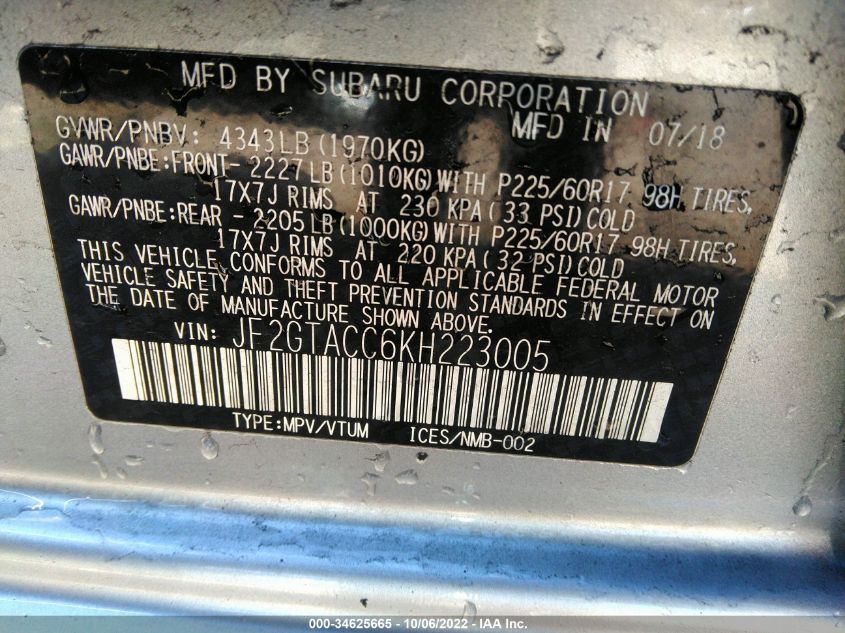 MFD BY SUBARU CORPORATION
MFD IN 07/18
GVWR/PNBV: 4343LB(1970KG)
GAWR/PNBE:FRONT-2227LB(1010KG)WITH P225/60R17 98H TIRES,
17X7J RIMS AT 230 KPA(33 PSI)COLD
GAWR/PNBE:REAR -2205LB(1000KG)WITH P225/60R17 98H TIRES,
17X7J RIMS AT 220 KPA(32 PSI)COLD
THIS VEHICLE CONFORMS TO ALL APPLICABLE FEDERAL MOTOR
VEHICLE SAFETY AND THEFT PREVENTION STANDARDS IN EFFECT ON
THE DATE OF MANUFACTURE SHOWN ABOVE.
VIN: JF2GTACC6KH223005
TYPE:MPV/VTUM ICES/NMB-002
000-34625665 - 10/06/2022 - IAA Inc.